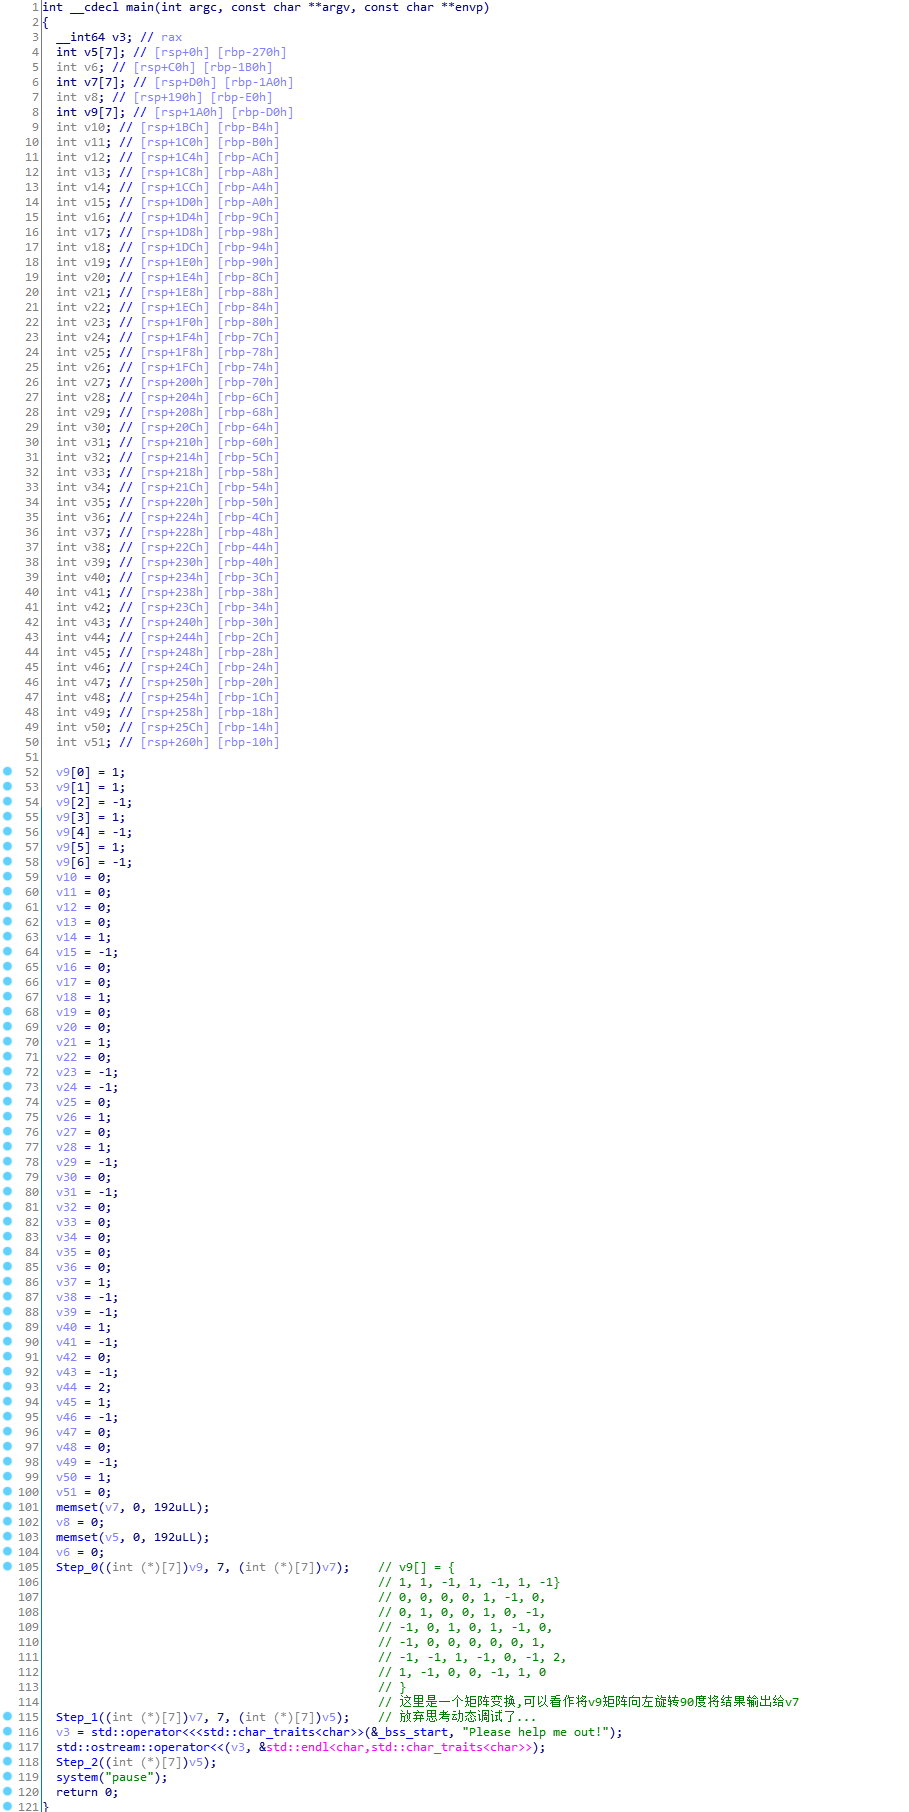 1 int __cdecl main(int argc, const char **argv, const char **envp)
2 {
3 __int64 v3; // rax
4 int v5[7]; // [rsp+0h] [rbp-270h]
5 int v6; // [rsp+C0h] [rbp-1B0h]
6 int v7[7]; // [rsp+D0h] [rbp-1A0h]
7 int v8; // [rsp+190h] [rbp-E0h]
8 int v9[7]; // [rsp+1A0h] [rbp-D0h]
9 int v10; // [rsp+1BCh] [rbp-B4h]
10 int v11; // [rsp+1C0h] [rbp-B0h]
11 int v12; // [rsp+1C4h] [rbp-ACh]
12 int v13; // [rsp+1C8h] [rbp-A8h]
13 int v14; // [rsp+1CCh] [rbp-A4h]
14 int v15; // [rsp+1D0h] [rbp-A0h]
15 int v16; // [rsp+1D4h] [rbp-9Ch]
16 int v17; // [rsp+1D8h] [rbp-98h]
17 int v18; // [rsp+1DCh] [rbp-94h]
18 int v19; // [rsp+1E0h] [rbp-90h]
19 int v20; // [rsp+1E4h] [rbp-8Ch]
20 int v21; // [rsp+1E8h] [rbp-88h]
21 int v22; // [rsp+1ECh] [rbp-84h]
22 int v23; // [rsp+1F0h] [rbp-80h]
23 int v24; // [rsp+1F4h] [rbp-7Ch]
24 int v25; // [rsp+1F8h] [rbp-78h]
25 int v26; // [rsp+1FCh] [rbp-74h]
26 int v27; // [rsp+200h] [rbp-70h]
27 int v28; // [rsp+204h] [rbp-6Ch]
28 int v29; // [rsp+208h] [rbp-68h]
29 int v30; // [rsp+20Ch] [rbp-64h]
30 int v31; // [rsp+210h] [rbp-60h]
31 int v32; // [rsp+214h] [rbp-5Ch]
32 int v33; // [rsp+218h] [rbp-58h]
33 int v34; // [rsp+21Ch] [rbp-54h]
34 int v35; // [rsp+220h] [rbp-50h]
35 int v36; // [rsp+224h] [rbp-4Ch]
36 int v37; // [rsp+228h] [rbp-48h]
37 int v38; // [rsp+22Ch] [rbp-44h]
38 int v39; // [rsp+230h] [rbp-40h]
39 int v40; // [rsp+234h] [rbp-3Ch]
40 int v41; // [rsp+238h] [rbp-38h]
41 int v42; // [rsp+23Ch] [rbp-34h]
42 int v43; // [rsp+240h] [rbp-30h]
43 int v44; // [rsp+244h] [rbp-2Ch]
44 int v45; // [rsp+248h] [rbp-28h]
45 int v46; // [rsp+24Ch] [rbp-24h]
46 int v47; // [rsp+250h] [rbp-20h]
47 int v48; // [rsp+254h] [rbp-1Ch]
48 int v49; // [rsp+258h] [rbp-18h]
49 int v50; // [rsp+25Ch] [rbp-14h]
50 int v51; // [rsp+260h] [rbp-10h]
51
52 v9[0] = 1;
53 v9[1] = 1;
54 v9[2] = -1;
55 v9[3] = 1;
56 v9[4] = -1;
57 v9[5] = 1;
58 v9[6] = -1;
59 v10 = 0;
60 v11 = 0;
61 v12 = 0;
62 v13 = 0;
63 v14 = 1;
64 v15 = -1;
65 v16 = 0;
66 v17 = 0;
67 v18 = 1;
68 v19 = 0;
69 v20 = 0;
70 v21 = 1;
71 v22 = 0;
72 v23 = -1;
73 v24 = -1;
74 v25 = 0;
75 v26 = 1;
76 v27 = 0;
77 v28 = 1;
78 v29 = -1;
79 v30 = 0;
80 v31 = -1;
81 v32 = 0;
82 v33 = 0;
83 v34 = 0;
84 v35 = 0;
85 v36 = 0;
86 v37 = 1;
87 v38 = -1;
88 v39 = -1;
89 v40 = 1;
90 v41 = -1;
91 v42 = 0;
92 v43 = -1;
93 v44 = 2;
94 v45 = 1;
95 v46 = -1;
96 v47 = 0;
97 v48 = 0;
98 v49 = -1;
99 v50 = 1;
100 v51 = 0;
101 memset(v7, 0, 192uLL);
102 v8 = 0;
103 memset(v5, 0, 192uLL);
104 v6 = 0;
105 Step_0((int (*)[7])v9, 7, (int (*)[7])v7); // v9[] = {
106 // 1, 1, -1, 1, -1, 1, -1}
107 // 0, 0, 0, 0, 1, -1, 0,
108 // 0, 1, 0, 0, 1, 0, -1,
109 // -1, 0, 1, 0, 1, -1, 0,
110 // -1, 0, 0, 0, 0, 0, 1,
111 // -1, -1, 1, -1, 0, -1, 2,
112 // 1, -1, 0, 0, -1, 1, 0
113 // }
114 // 这里是一个矩阵变换,可以看作将v9矩阵向左旋转90度将结果输出给v7
115 Step_1((int (*)[7])v7, 7, (int (*)[7])v5); // 放弃思考动态调试了...
116 v3 = std::operator<<<std::char_traits<char>>(&_bss_start, "Please help me out!");
117 std::ostream::operator<<(v3, &std::endl<char,std::char_traits<char>>);
118 Step_2((int (*)[7])v5);
119 system("pause");
120 return 0;
121 }